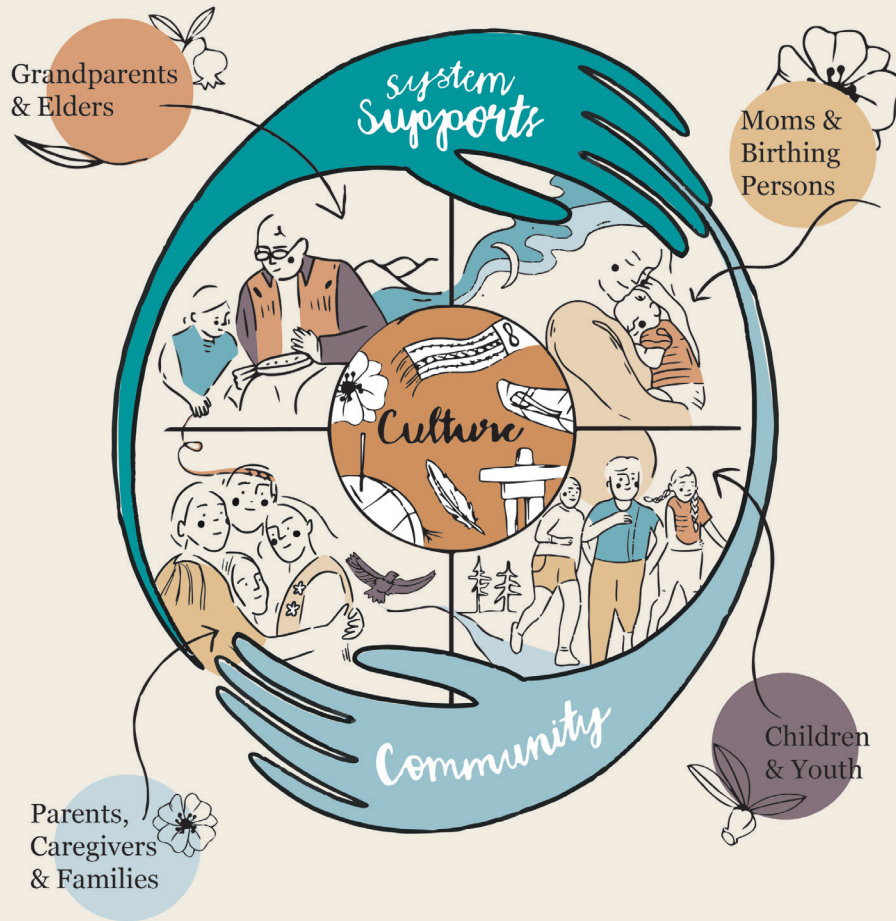 Grandparents
& Elders
System
Supports
Moms &
Birthing
Persons
Culture
Community
Children
& Youth
Parents,
Caregivers
& Families